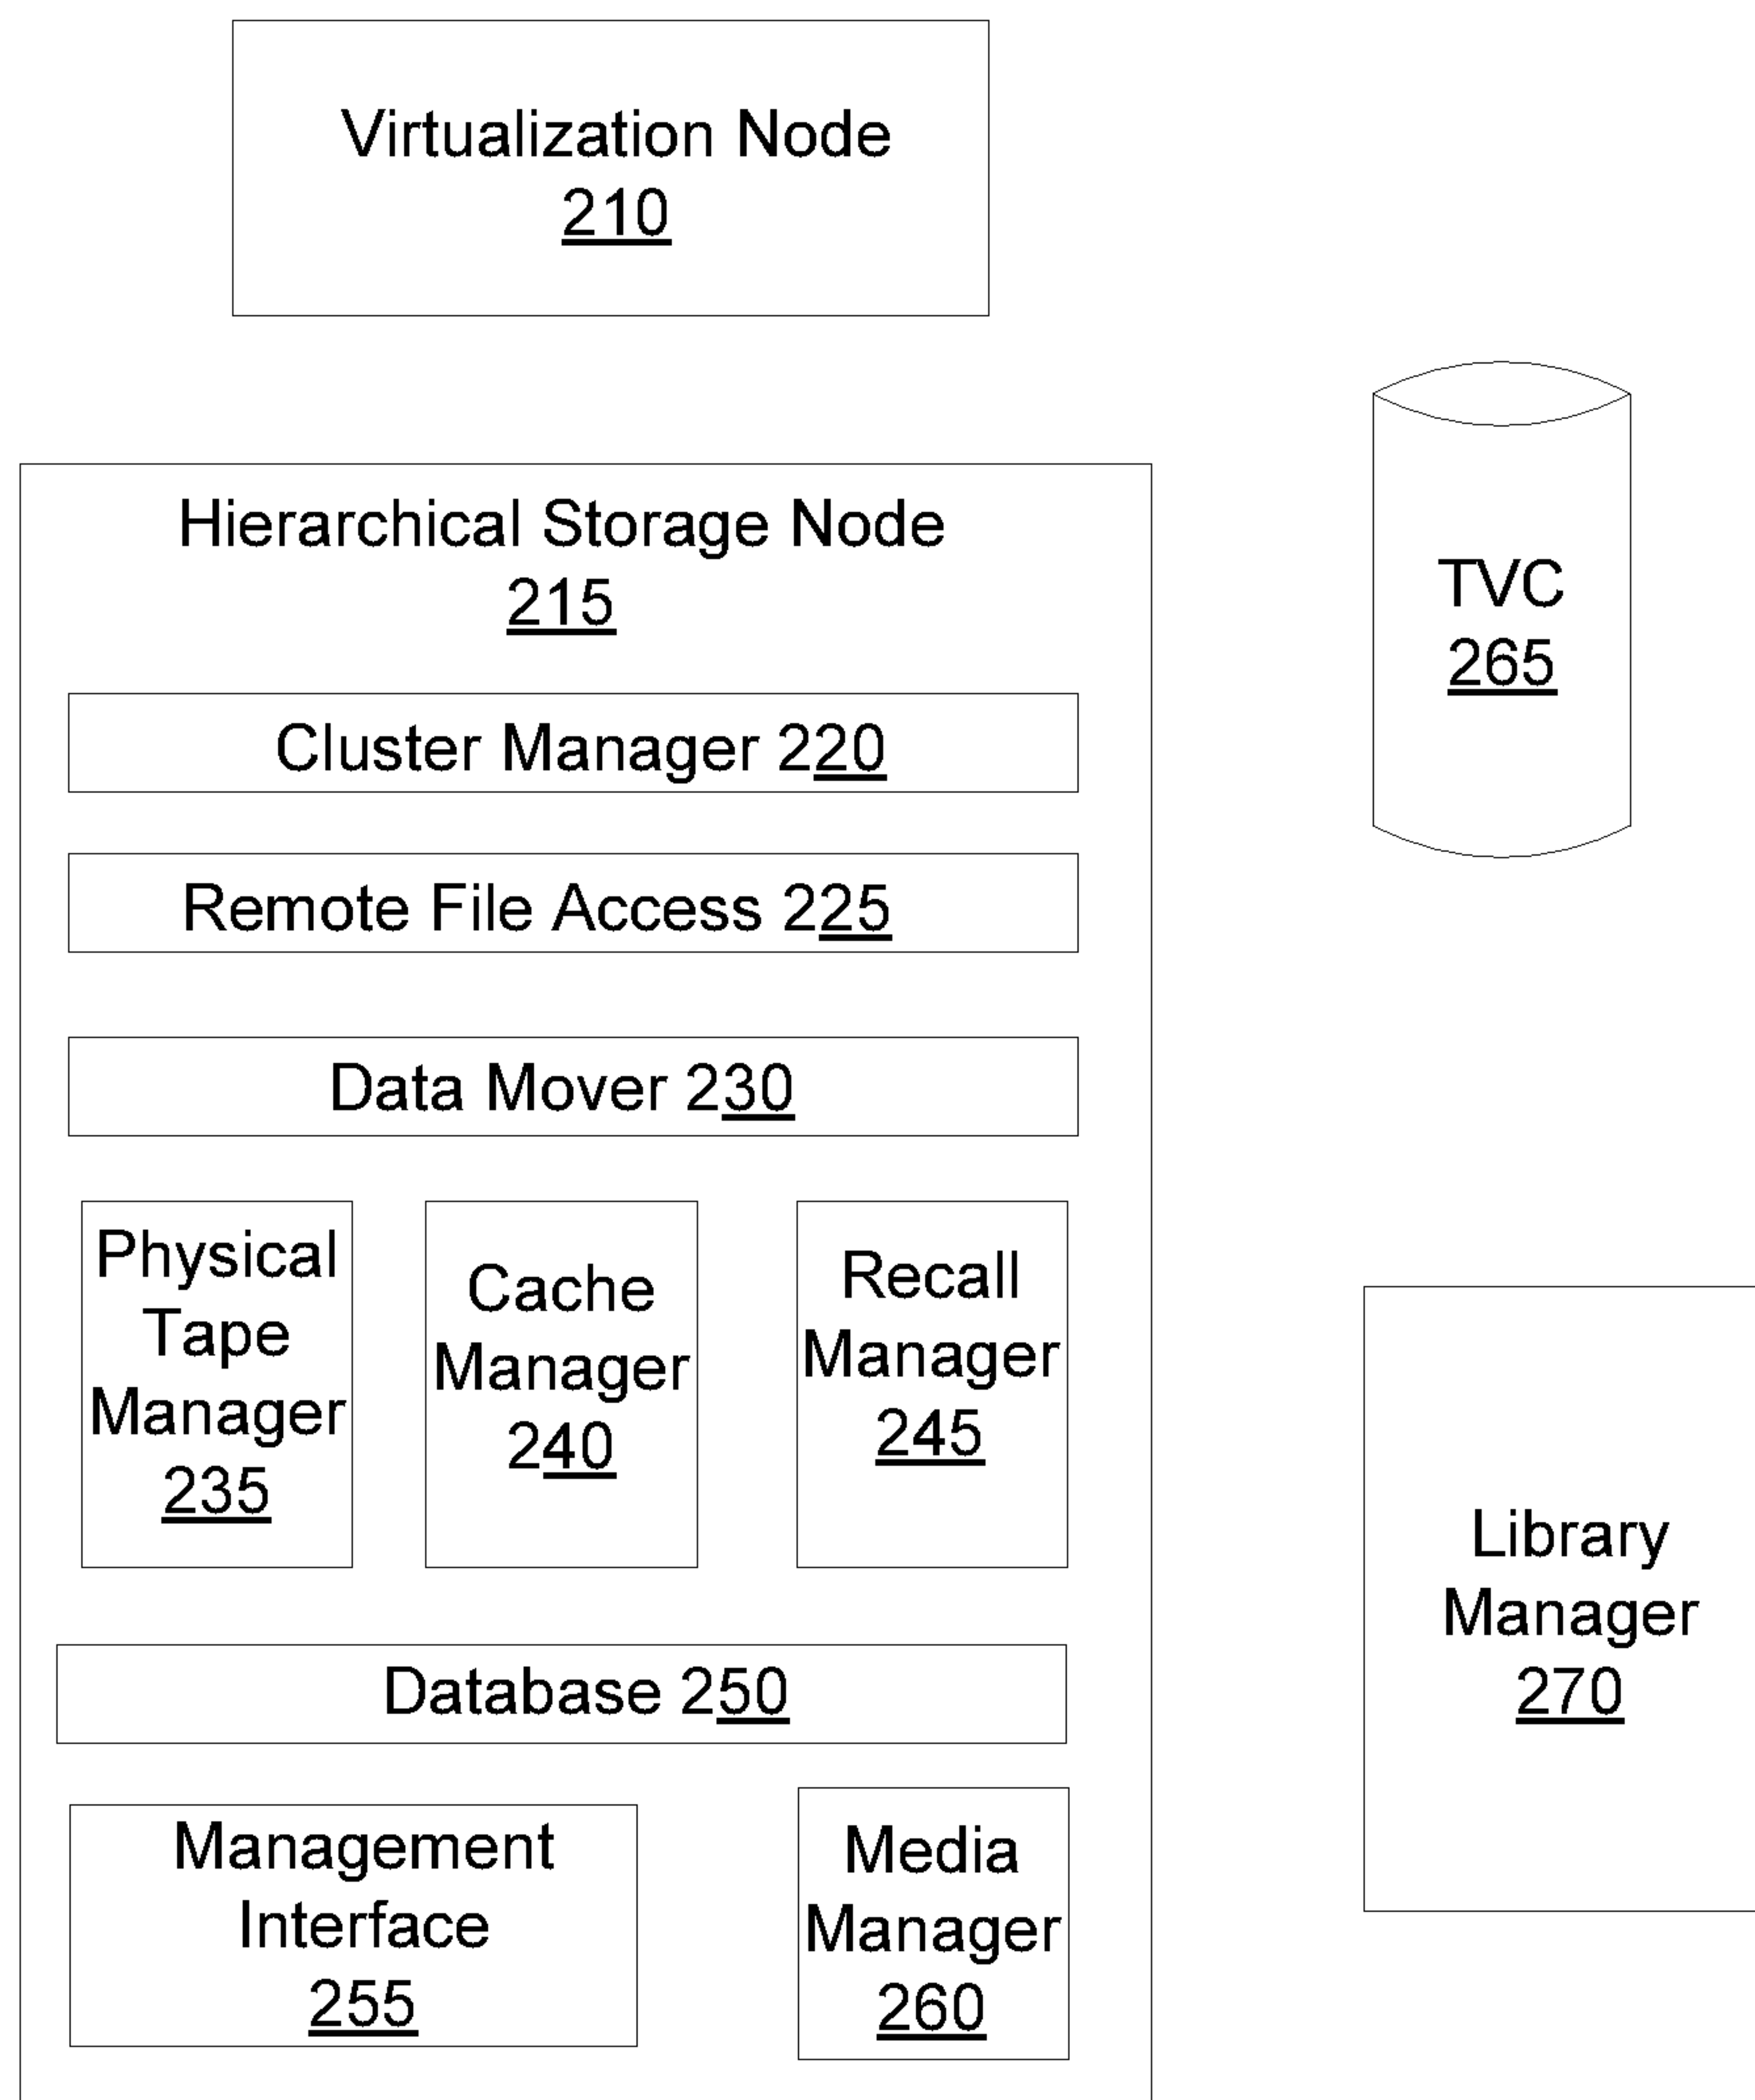 Virtualization Node
210
Hierarchical Storage Node
215
TVC
265
Cluster Manager 220
Remote File Access 225
Data Mover 230
Physical
Tape
Manager
235
Cache
Manager
240
Recall
Manager
245
Library
Manager
270
Database 250
Management
Interface
255
Media
Manager
260